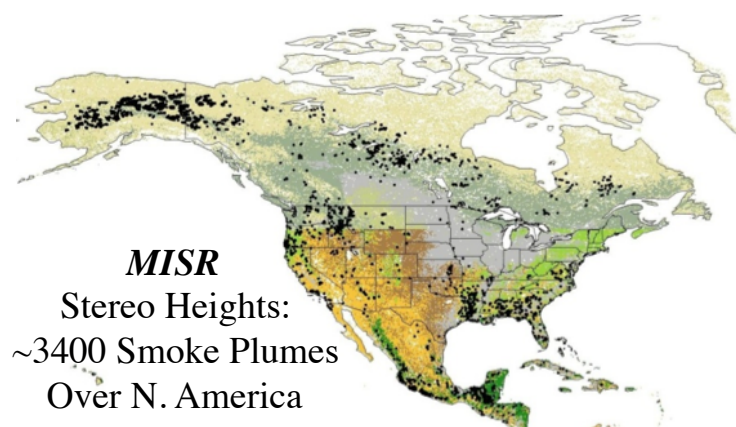 MISR
Stereo Heights:
~3400 Smoke Plumes
Over N. America